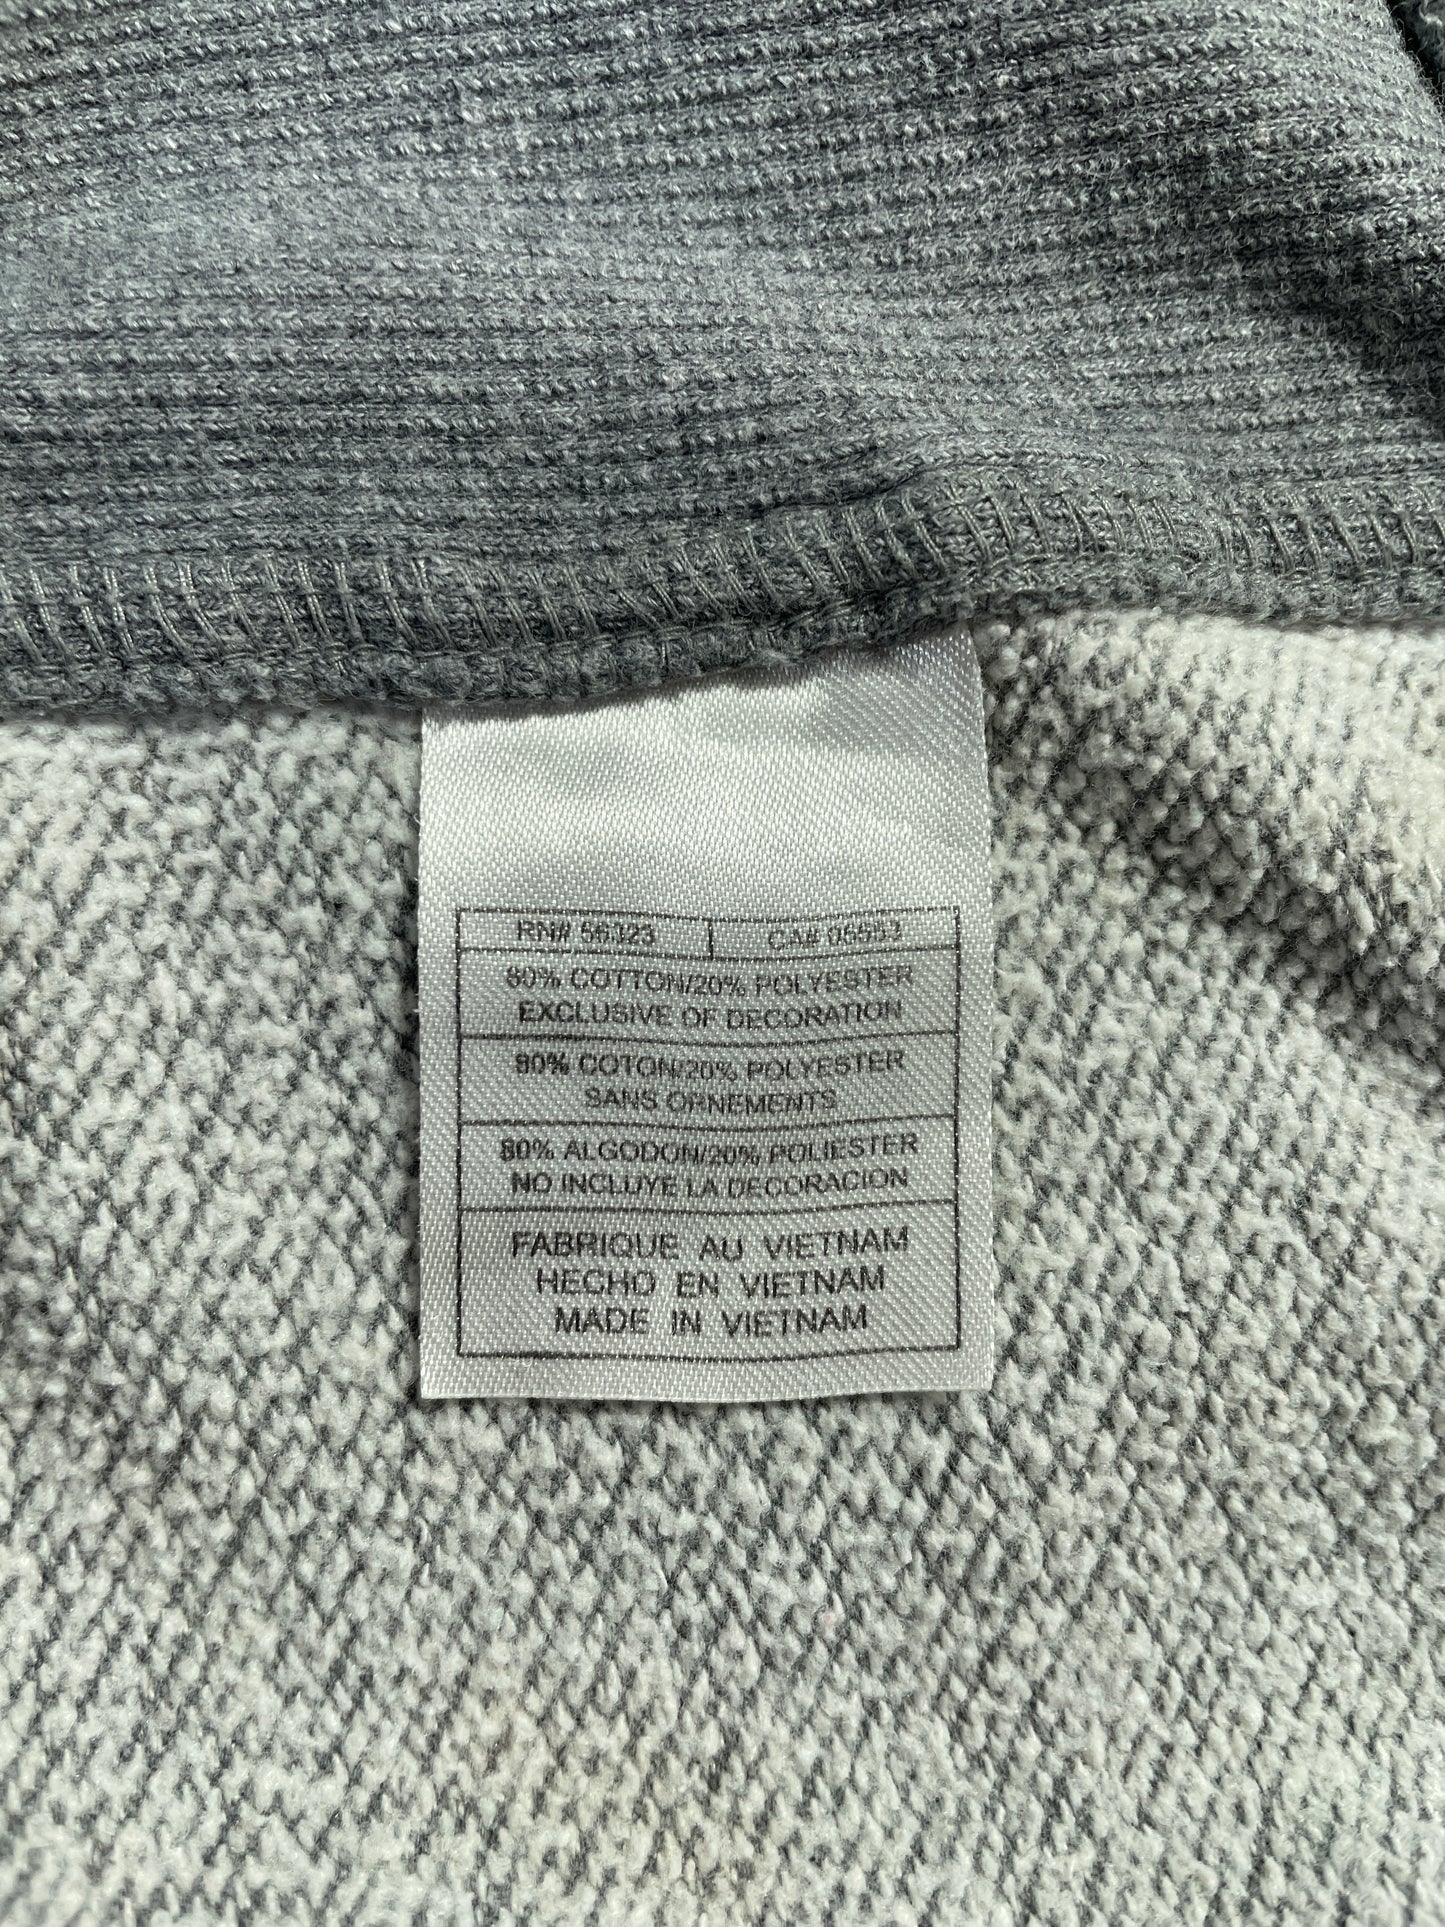 RN# 56323 | CA# 05553
80% COTTON/20% POLYESTER
EXCLUSIVE OF DECORATION
80% COTON/20% POLYESTER
SANS ORNEMENTS
80% ALGODON/20% POLIESTER
NO INCLUYE LA DECORACION
FABRIQUE AU VIETNAM
HECHO EN VIETNAM
MADE IN VIETNAM